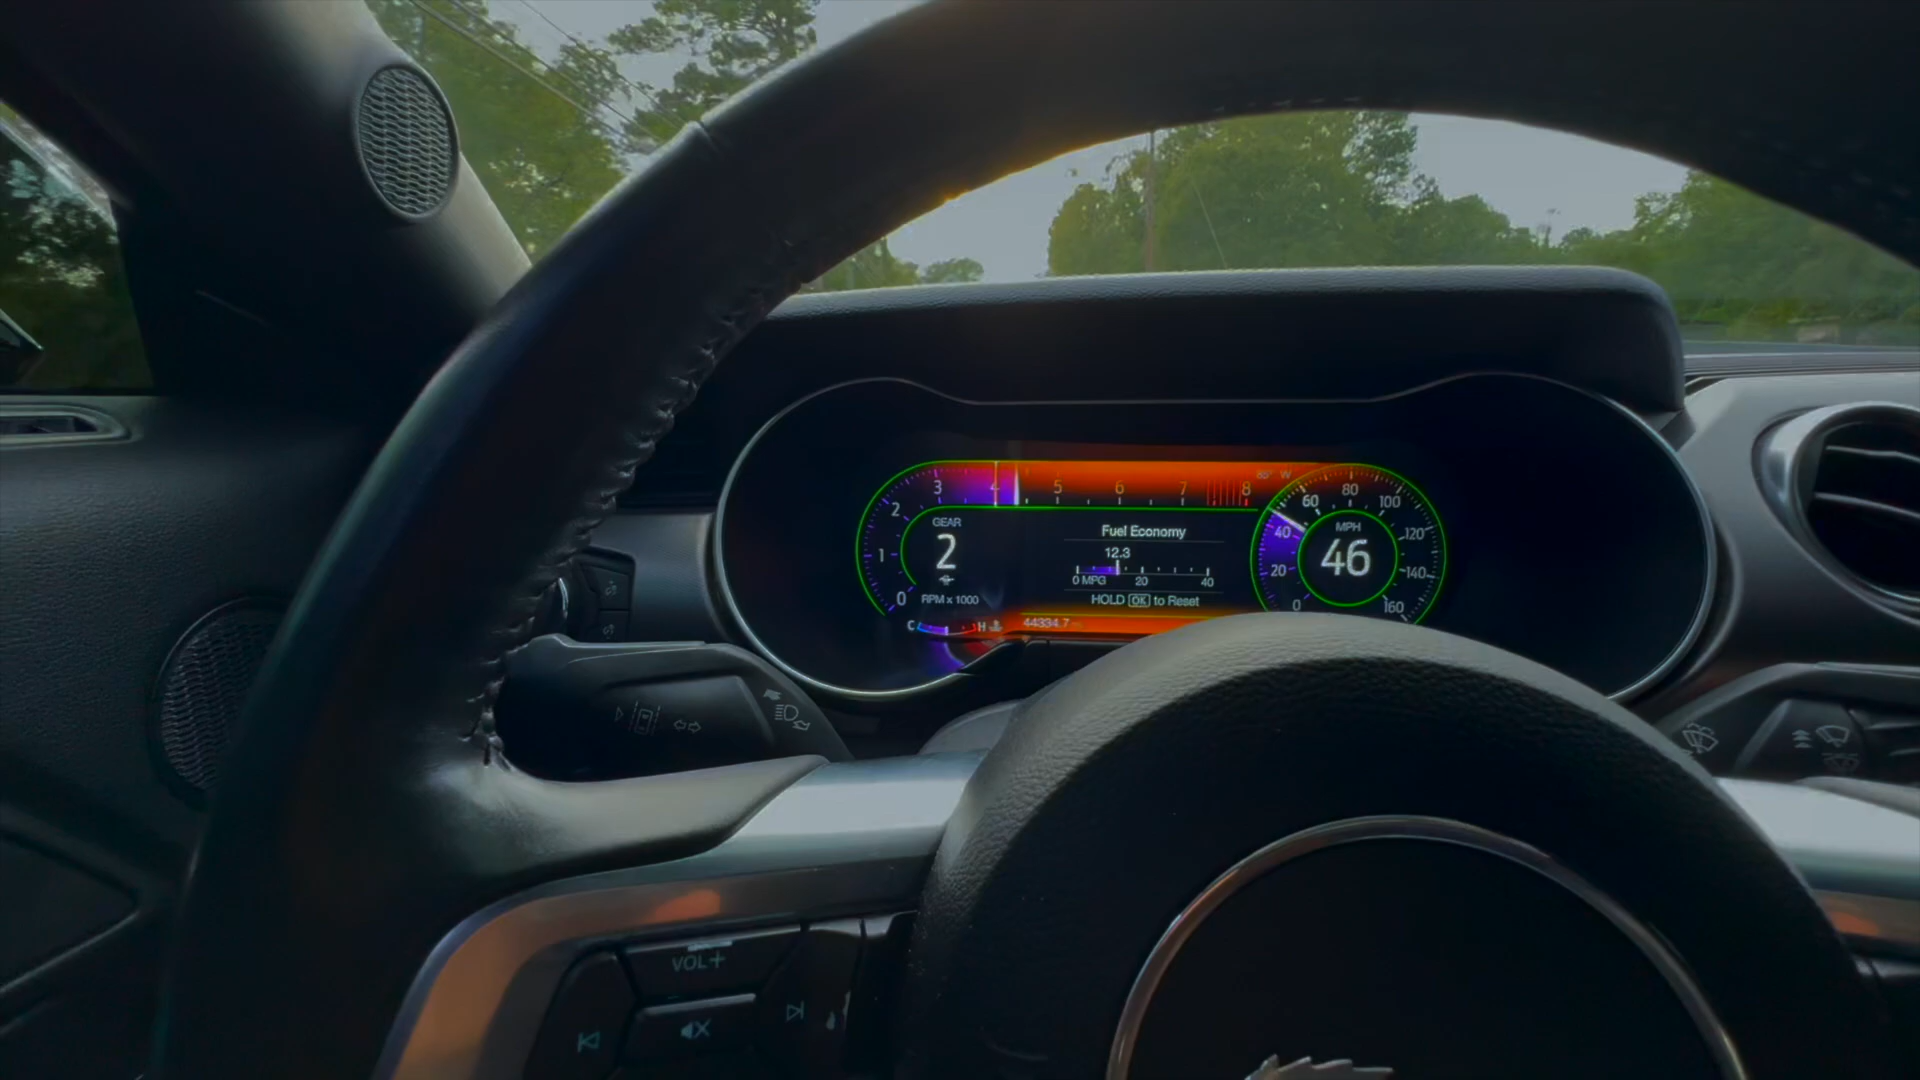 3 4 5 6 7 8
85° W
2
1
0
GEAR
2
RPM x 1000
C H
44334.7
Fuel Economy
12.3
0 MPG 20 40
HOLD OK to Reset
0 20 40 60 80 100 120 140 160
MPH
46
VOL+